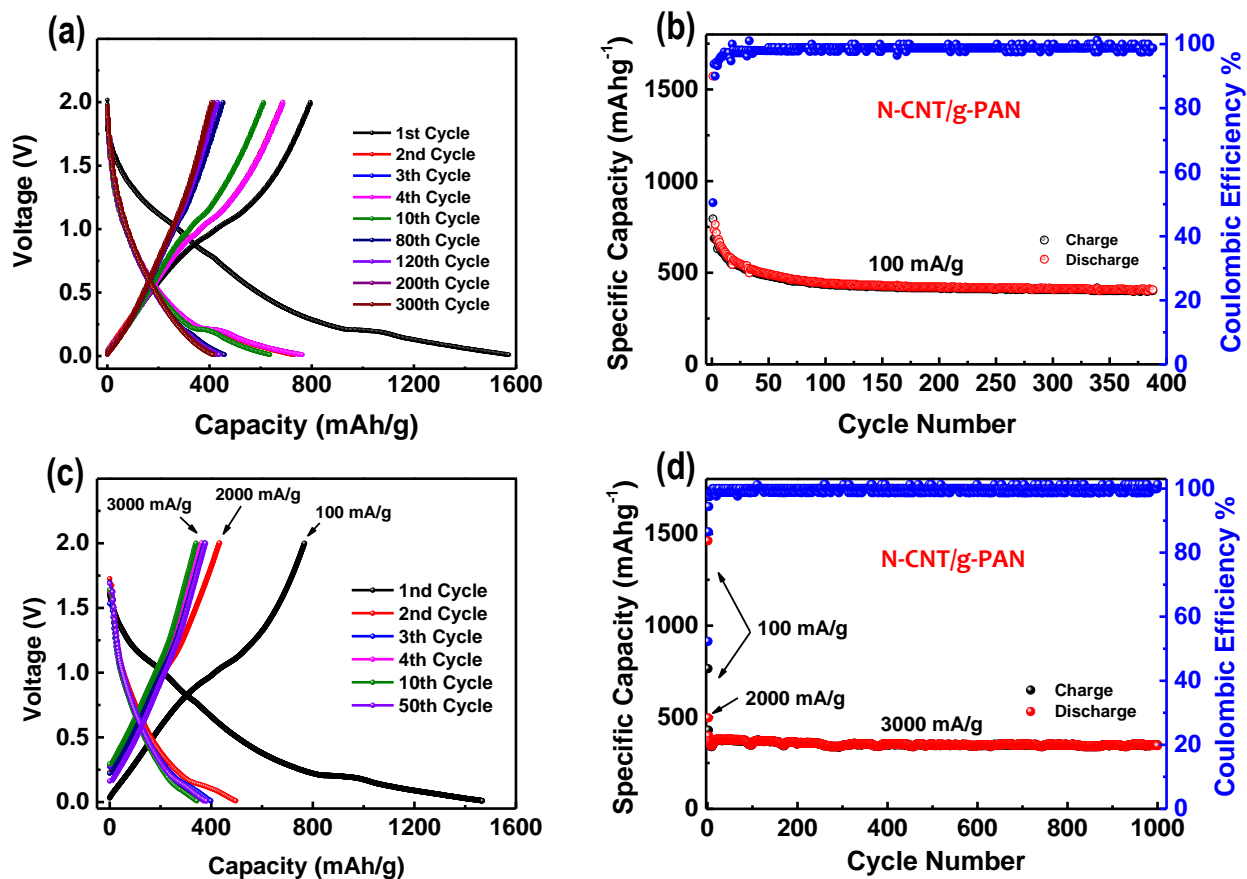 (a)
Voltage (V)
2.0
1.5
1.0
0.5
0.0
0 400 800 1200 1600
Capacity (mAh/g)
1st Cycle
2nd Cycle
3th Cycle
4th Cycle
10th Cycle
80th Cycle
120th Cycle
200th Cycle
300th Cycle
(b)
Specific Capacity (mAhg-1)
1500
1750
1000
500
0
N-CNT/g-PAN
Charge
Discharge
100 mA/g
100
80
60
40
20
0
Coulombic Efficiency %
0 50 100 150 200 250 300 350 400
Cycle Number
(c)
Voltage (V)
2.0
1.5
1.0
0.5
0.0
3000 mA/g
2000 mA/g
100 mA/g
1nd Cycle
2nd Cycle
3th Cycle
4th Cycle
10th Cycle
50th Cycle
0 400 800 1200 1600
Capacity (mAh/g)
(d)
Specific Capacity (mAhg-1)
1500
1000
500
0
N-CNT/g-PAN
100 mA/g
2000 mA/g
Charge
Discharge
3000 mA/g
100
80
60
40
20
0
Coulombic Efficiency %
0 200 400 600 800 1000
Cycle Number